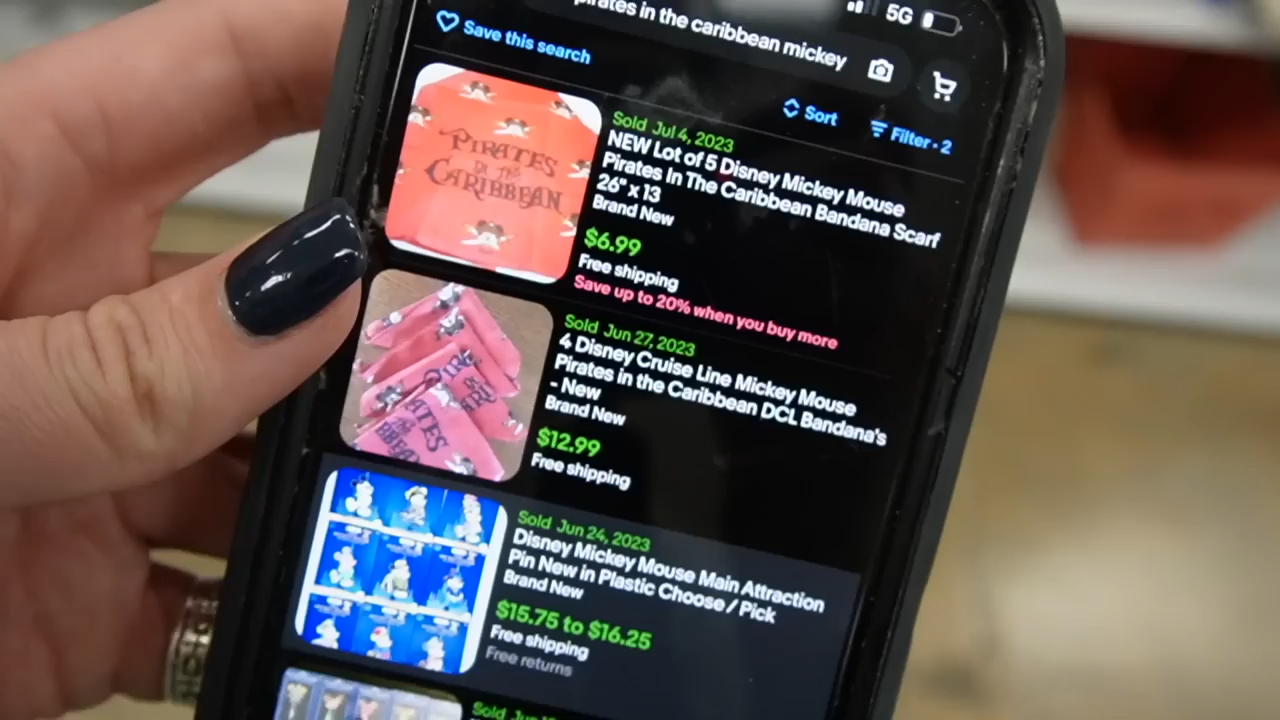 5G
pirates in the caribbean mickey
Save this search
Sort
Filter • 2
PIRATES
IN THE
CARIBBEAN
Sold Jul 4, 2023
NEW Lot of 5 Disney Mickey Mouse
Pirates In The Caribbean Bandana Scarf
26" x 13
Brand New
$6.99
Free shipping
Save up to 20% when you buy more
Sold Jun 27, 2023
4 Disney Cruise Line Mickey Mouse
Pirates in the Caribbean DCL Bandana's
- New
Brand New
$12.99
Free shipping
Sold Jun 24, 2023
Disney Mickey Mouse Main Attraction
Pin New in Plastic Choose / Pick
Brand New
$15.75 to $16.25
Free shipping
Free returns
Sold